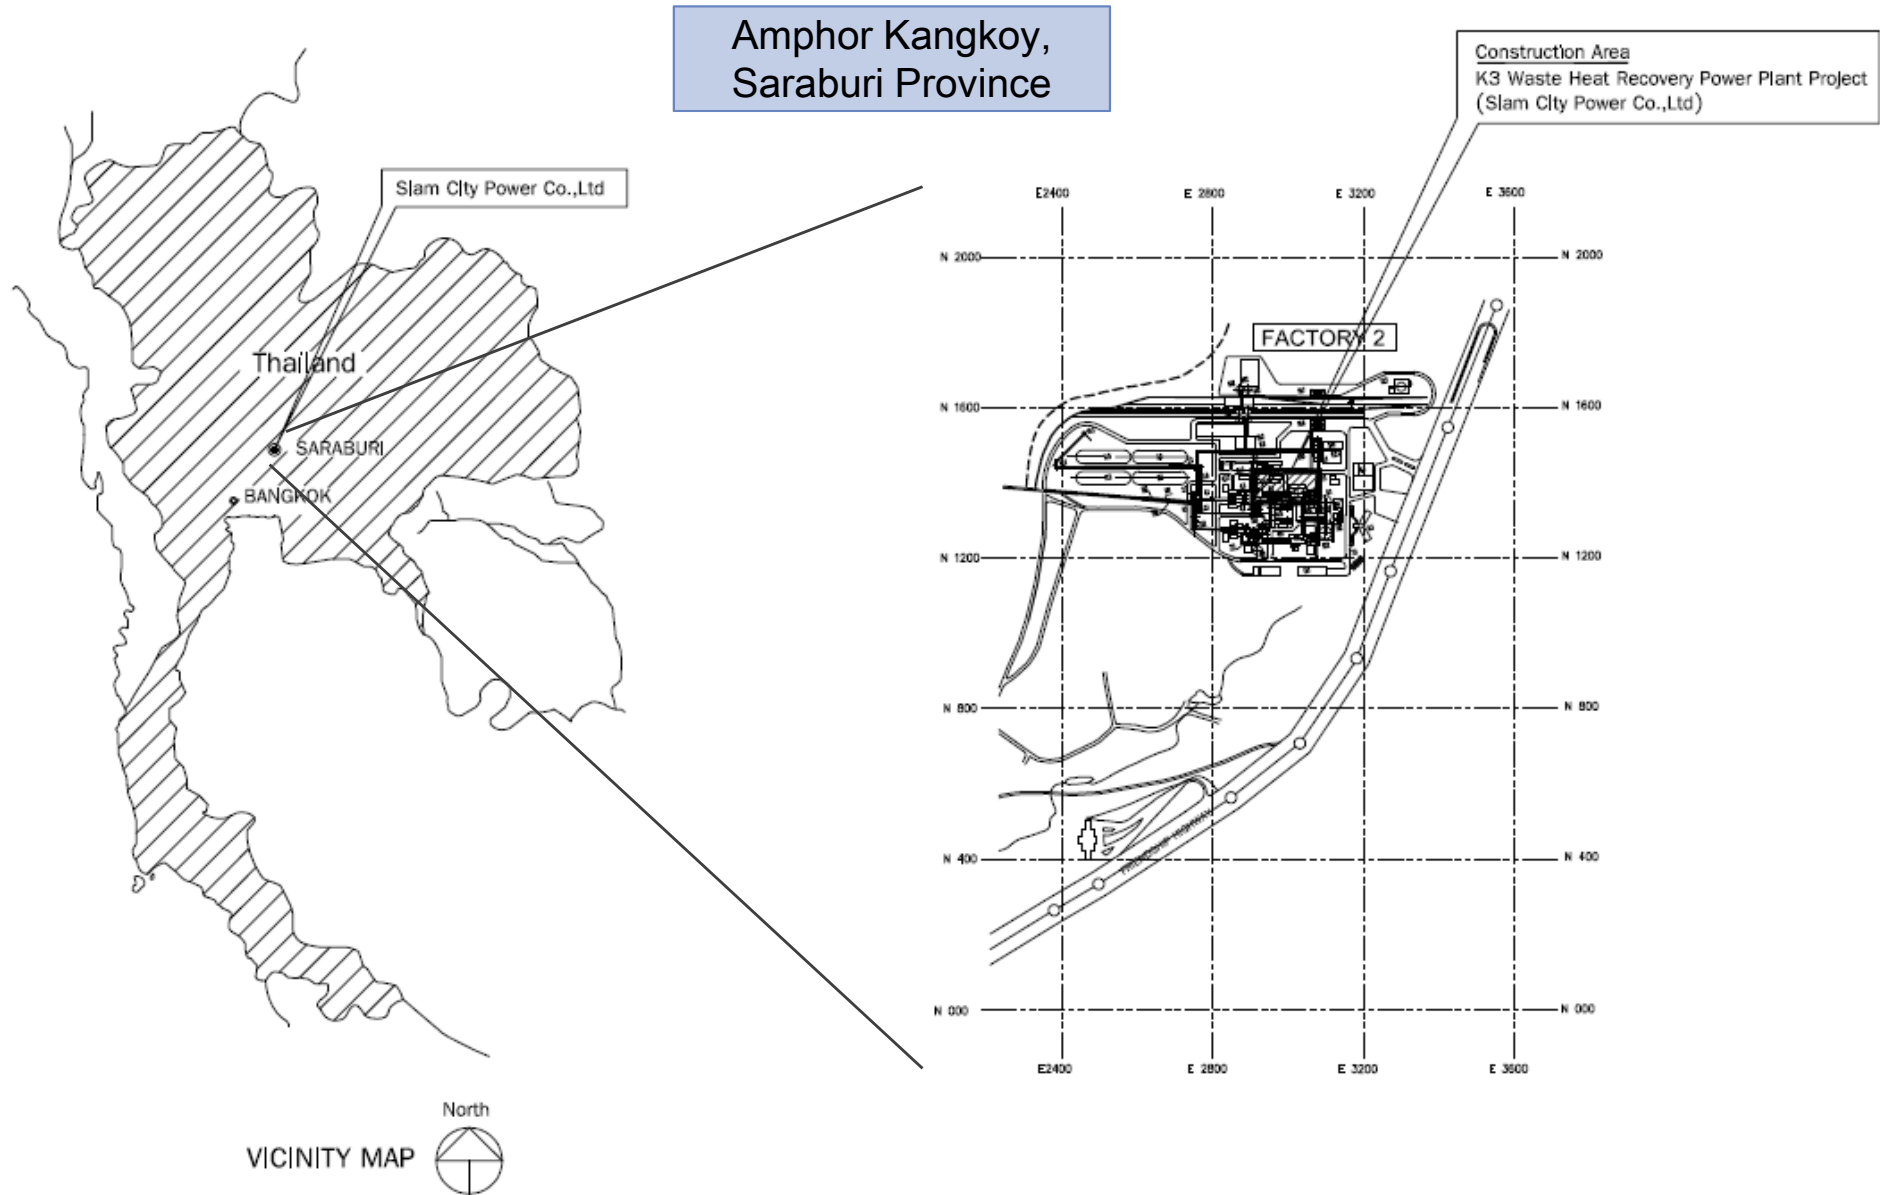 Amphor Kangkoy,
Saraburi Province
Construction Area
K3 Waste Heat Recovery Power Plant Project
(Siam City Power Co.,Ltd)
Siam City Power Co.,Ltd
Thailand
SARABURI
BANGKOK
E2400
E 2800
E 3200
E 3600
N 2000
N 2000
FACTORY 2
N 1600
N 1600
N 1200
N 1200
N 800
N 800
FRIENDSHIP HIGHWAY
N 400
N 400
N 000
N 000
E2400
E 2800
E 3200
E 3600
North
VICINITY MAP